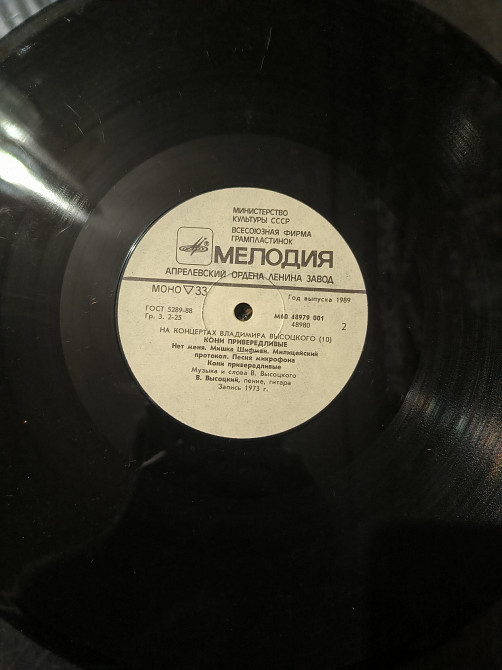 МИНИСТЕРСТВО
КУЛЬТУРЫ СССР
ВСЕСОЮЗНАЯ ФИРМА
ГРАМПЛАСТИНОК
МЕЛОДИЯ
АПРЕЛЕВСКИЙ ОРДЕНА ЛЕНИНА ЗАВОД
МОНО ▽ 33
Год выпуска 1989
ГОСТ 5289-88
М60 48979 001
Гр. 3. 2-25
48980
2
НА КОНЦЕРТАХ ВЛАДИМИРА ВЫСОЦКОГО (10)
КОНИ ПРИВЕРЕДЛИВЫЕ
Нет меня. Мишка Шифман. Милицейский
протокол. Песня микрофона
Кони привередливые
Музыка и слова В. Высоцкого
В. Высоцкий, пение, гитара
Запись 1973 г.